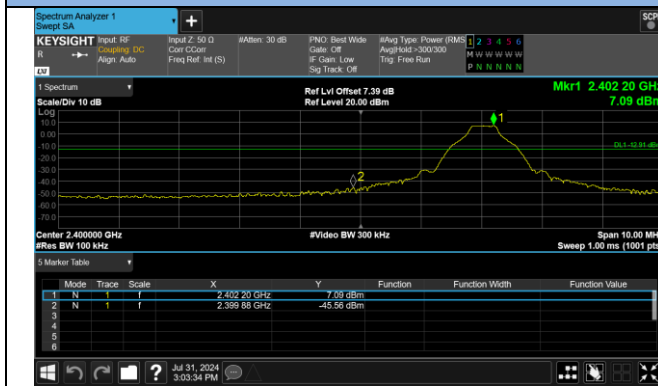 Spectrum Analyzer 1
Swept SA
KEYSIGHT Input: RF Input Z: 50 Ω #Atten: 30 dB PNO: Best Wide #Avg Type: Power (RMS 1 2 3 4 5 6
R Coupling: DC Corr CCorr Gate: Off Avg|Hold:>300/300 M W W W W W
Align: Auto Freq Ref: Int (S) IF Gain: Low Trig: Free Run P N N N N N
LXI Sig Track: Off
SCP
1 Spectrum Ref Lvl Offset 7.39 dB Mkr1 2.402 20 GHz
Scale/Div 10 dB Ref Level 20.00 dBm 7.09 dBm
Log
10.0
0.00
-10.0
-20.0
-30.0
-40.0
-50.0
-60.0
-70.0
1
DL1 -12.91 dBm
2
Center 2.400000 GHz #Video BW 300 kHz Span 10.00 MH
#Res BW 100 kHz Sweep 1.00 ms (1001 pts
5 Marker Table
Mode Trace Scale X Y Function Function Width Function Value
1 N 1 f 2.402 20 GHz 7.09 dBm
2 N 1 f 2.399 88 GHz -45.56 dBm
3
4
5
6
? Jul 31, 2024
3:03:34 PM